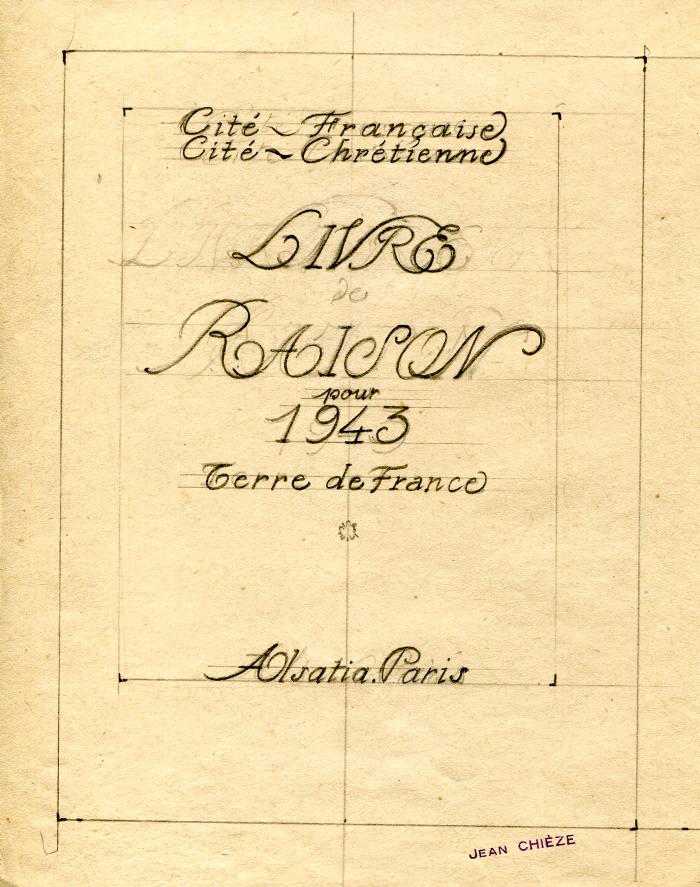 Cité ~ Française
Cité ~ Chrétienne
LIVRE
de
RAISON
pour
1943
Terre de France
Alsatia. Paris
JEAN CHIÈZE